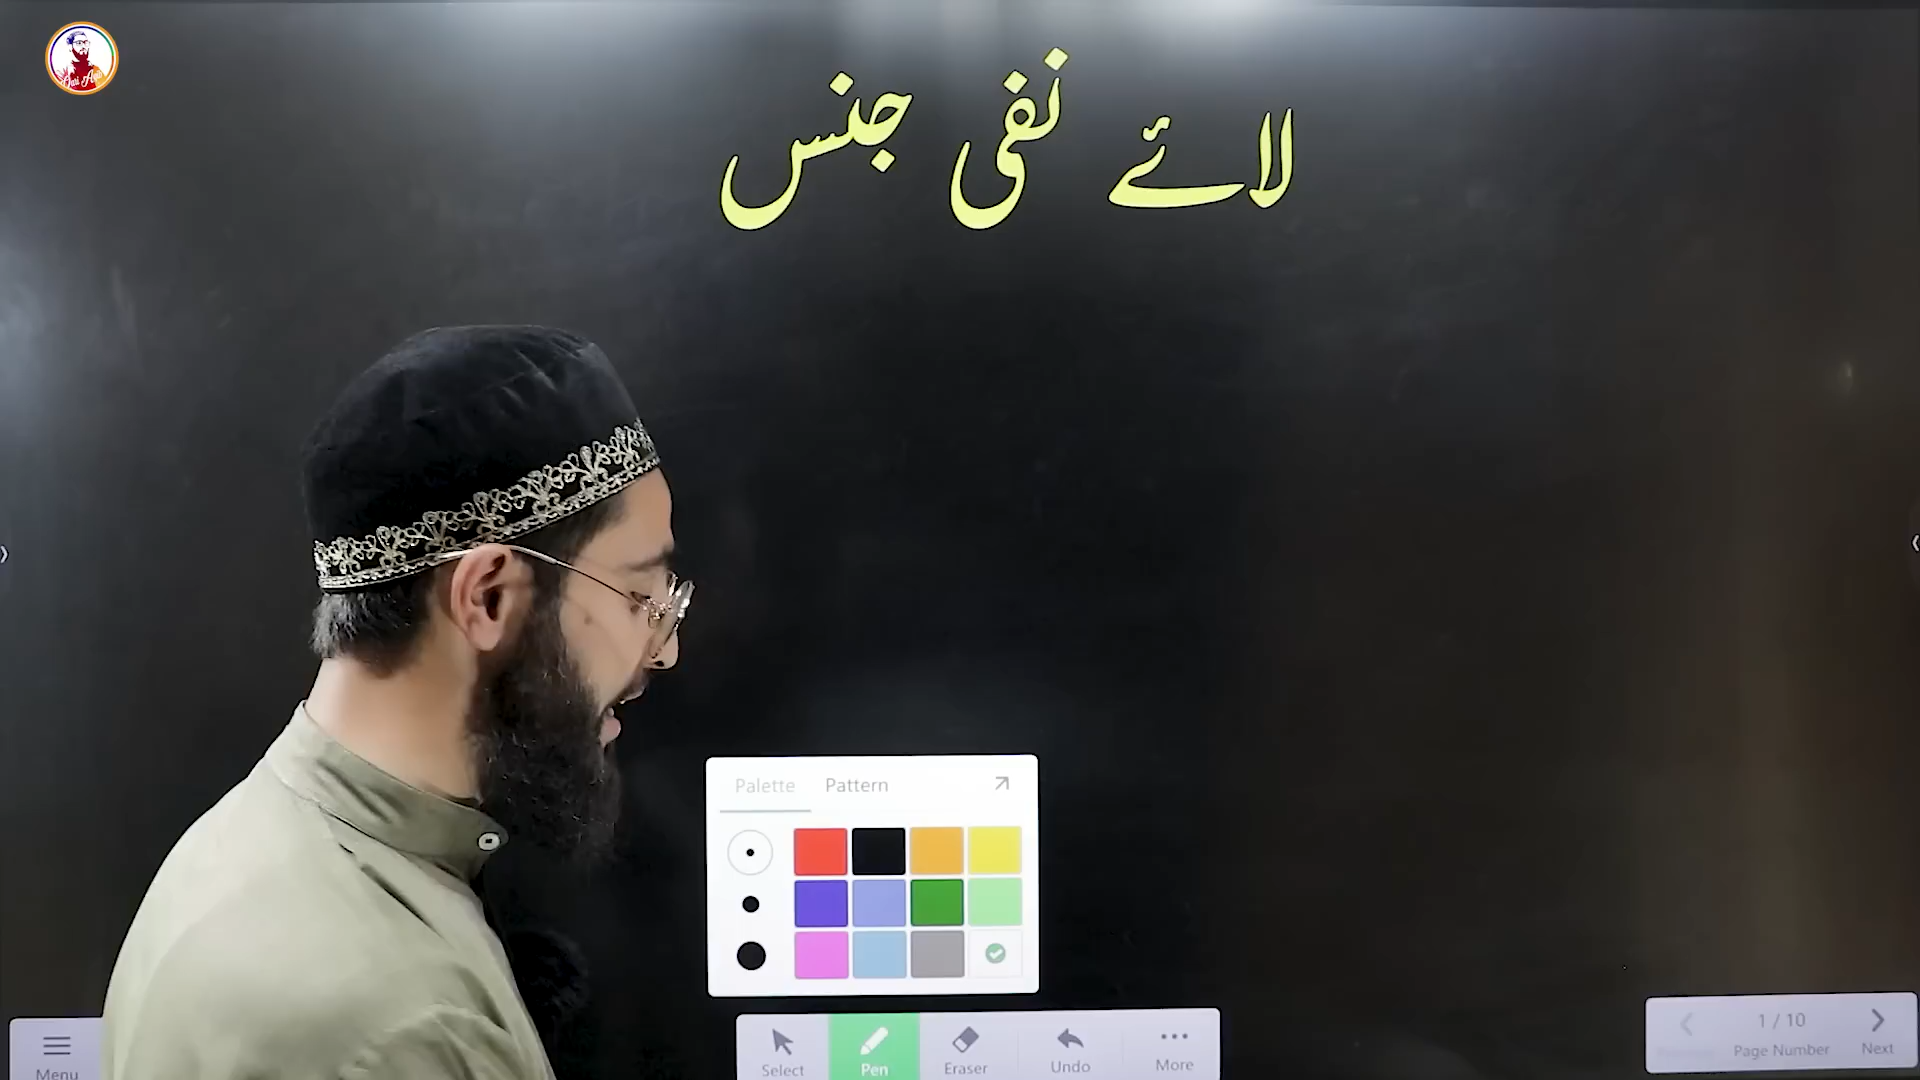 لائے نفی جنس
Palette Pattern
Select Pen Eraser Undo More
Menu
1 / 10
Page Number Next